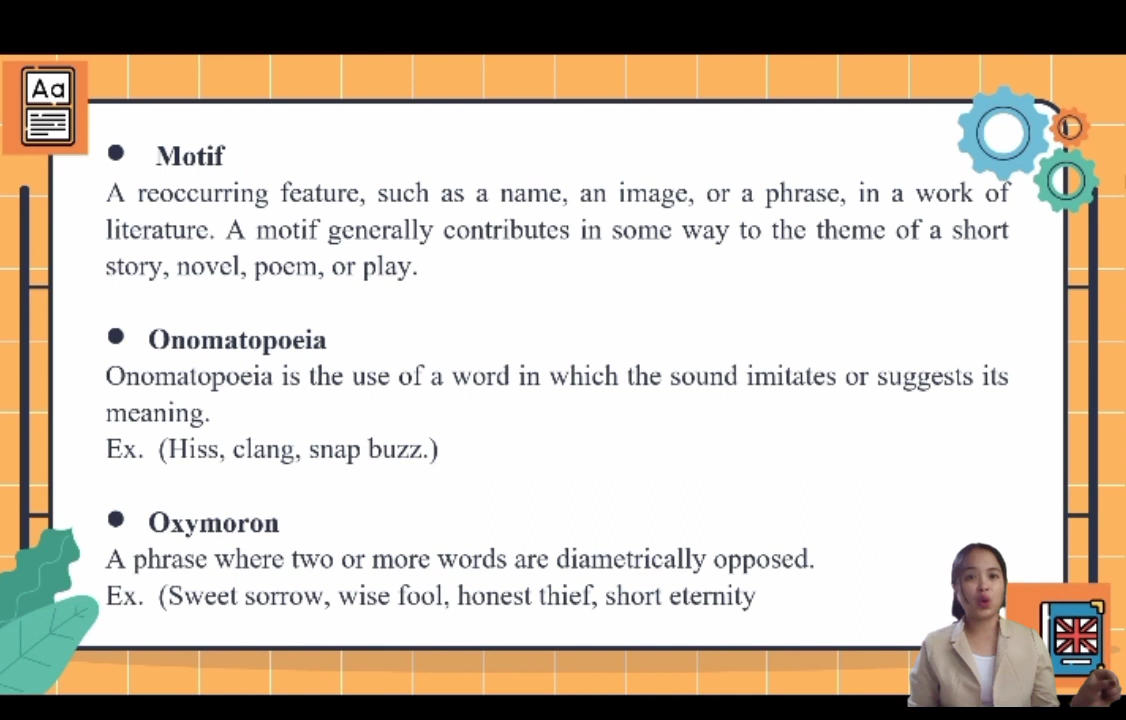 Aa
● Motif
A reoccurring feature, such as a name, an image, or a phrase, in a work of
literature. A motif generally contributes in some way to the theme of a short
story, novel, poem, or play.
● Onomatopoeia
Onomatopoeia is the use of a word in which the sound imitates or suggests its
meaning.
Ex. (Hiss, clang, snap buzz.)
● Oxymoron
A phrase where two or more words are diametrically opposed.
Ex. (Sweet sorrow, wise fool, honest thief, short eternity